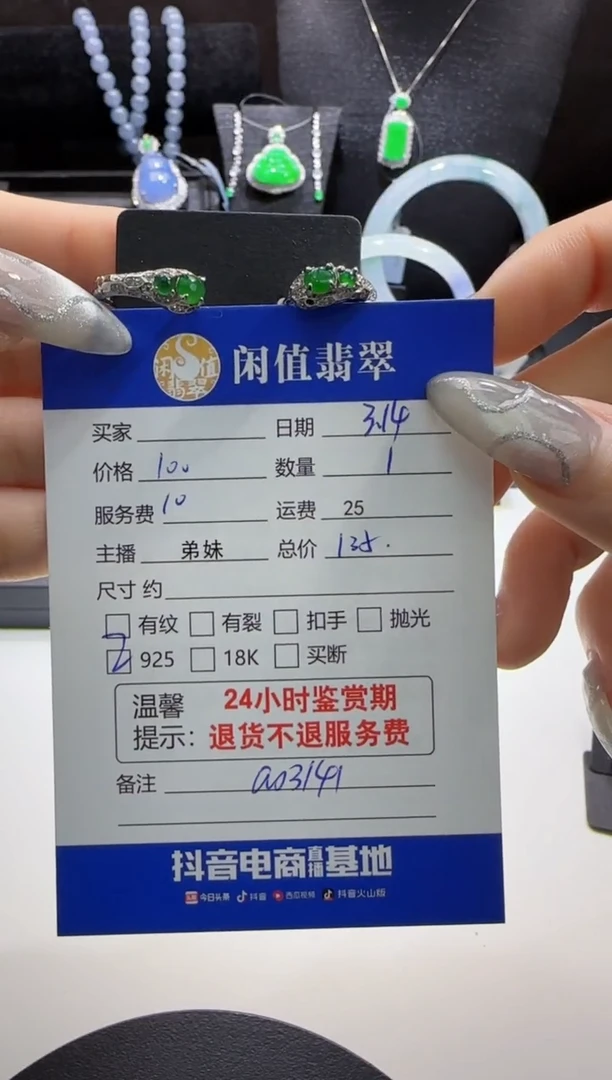 闲值翡翠
闲值翡翠
买家 日期 3.14
价格 100 数量 1
服务费 10 运费 25
主播 弟妹 总价 135.
尺寸 约
有纹 有裂 扣手 抛光
925 18K 买断
温馨 24小时鉴赏期
提示: 退货不退服务费
备注 a03141
抖音电商直播基地
今日头条 抖音 西瓜视频 抖音火山版